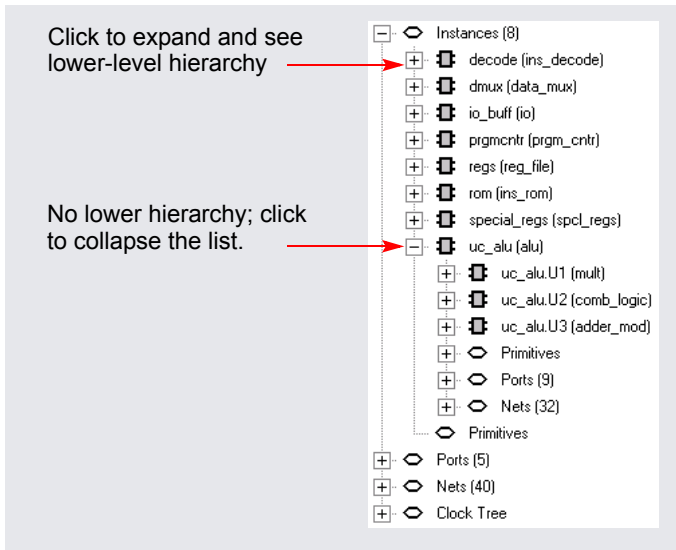 Click to expand and see
lower-level hierarchy
No lower hierarchy; click
to collapse the list.
Instances (8)
decode (ins_decode)
dmux (data_mux)
io_buff (io)
prgmcntr (prgm_cntr)
regs (reg_file)
rom (ins_rom)
special_regs (spcl_regs)
uc_alu (alu)
uc_alu.U1 (mult)
uc_alu.U2 (comb_logic)
uc_alu.U3 (adder_mod)
Primitives
Ports (9)
Nets (32)
Primitives
Ports (5)
Nets (40)
Clock Tree